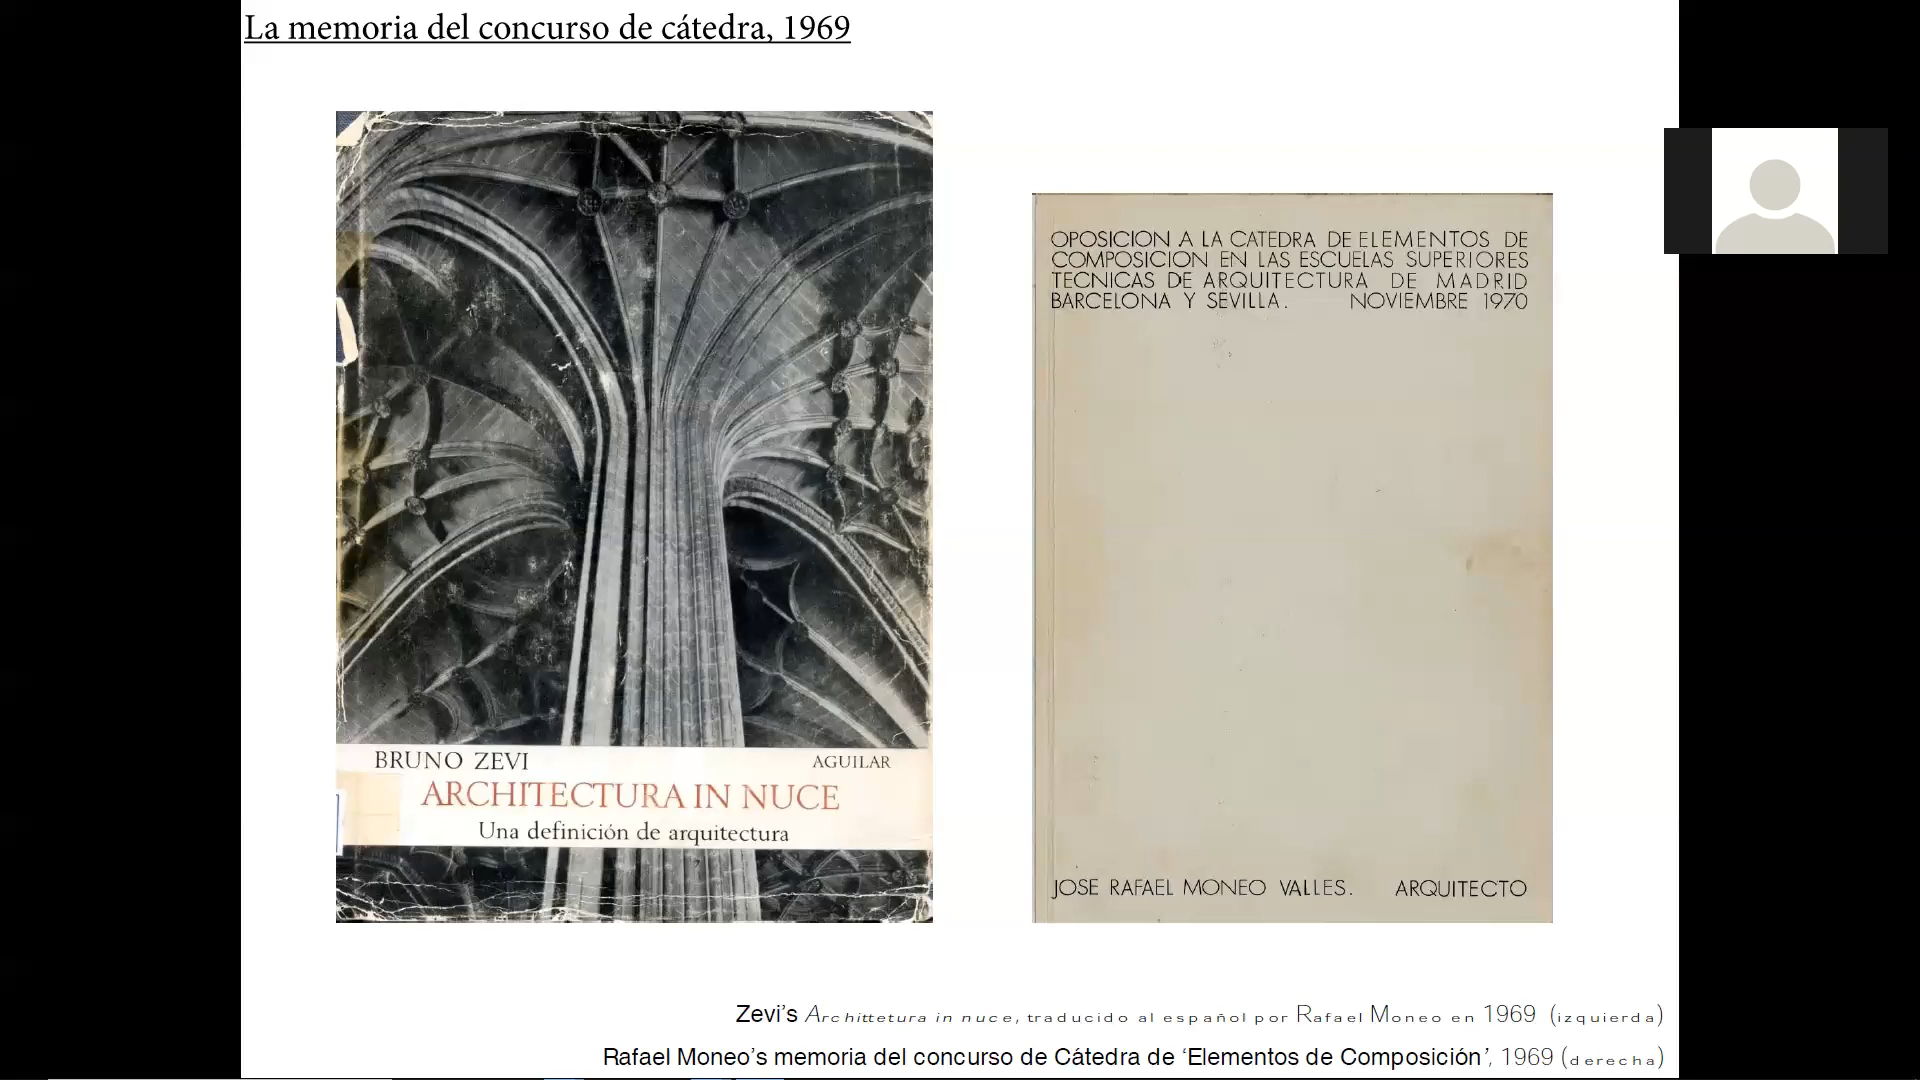 La memoria del concurso de cátedra, 1969
BRUNO ZEVI AGUILAR
ARCHITECTURA IN NUCE
Una definición de arquitectura
OPOSICION A LA CATEDRA DE ELEMENTOS DE
COMPOSICION EN LAS ESCUELAS SUPERIORES
TECNICAS DE ARQUITECTURA DE MADRID
BARCELONA Y SEVILLA. NOVIEMBRE 1970
JOSE RAFAEL MONEO VALLES. ARQUITECTO
Zevi's Architettetura in nuce, traducido al español por Rafael Moneo en 1969 (izquierda)
Rafael Moneo's memoria del concurso de Cátedra de 'Elementos de Composición', 1969 (derecha)